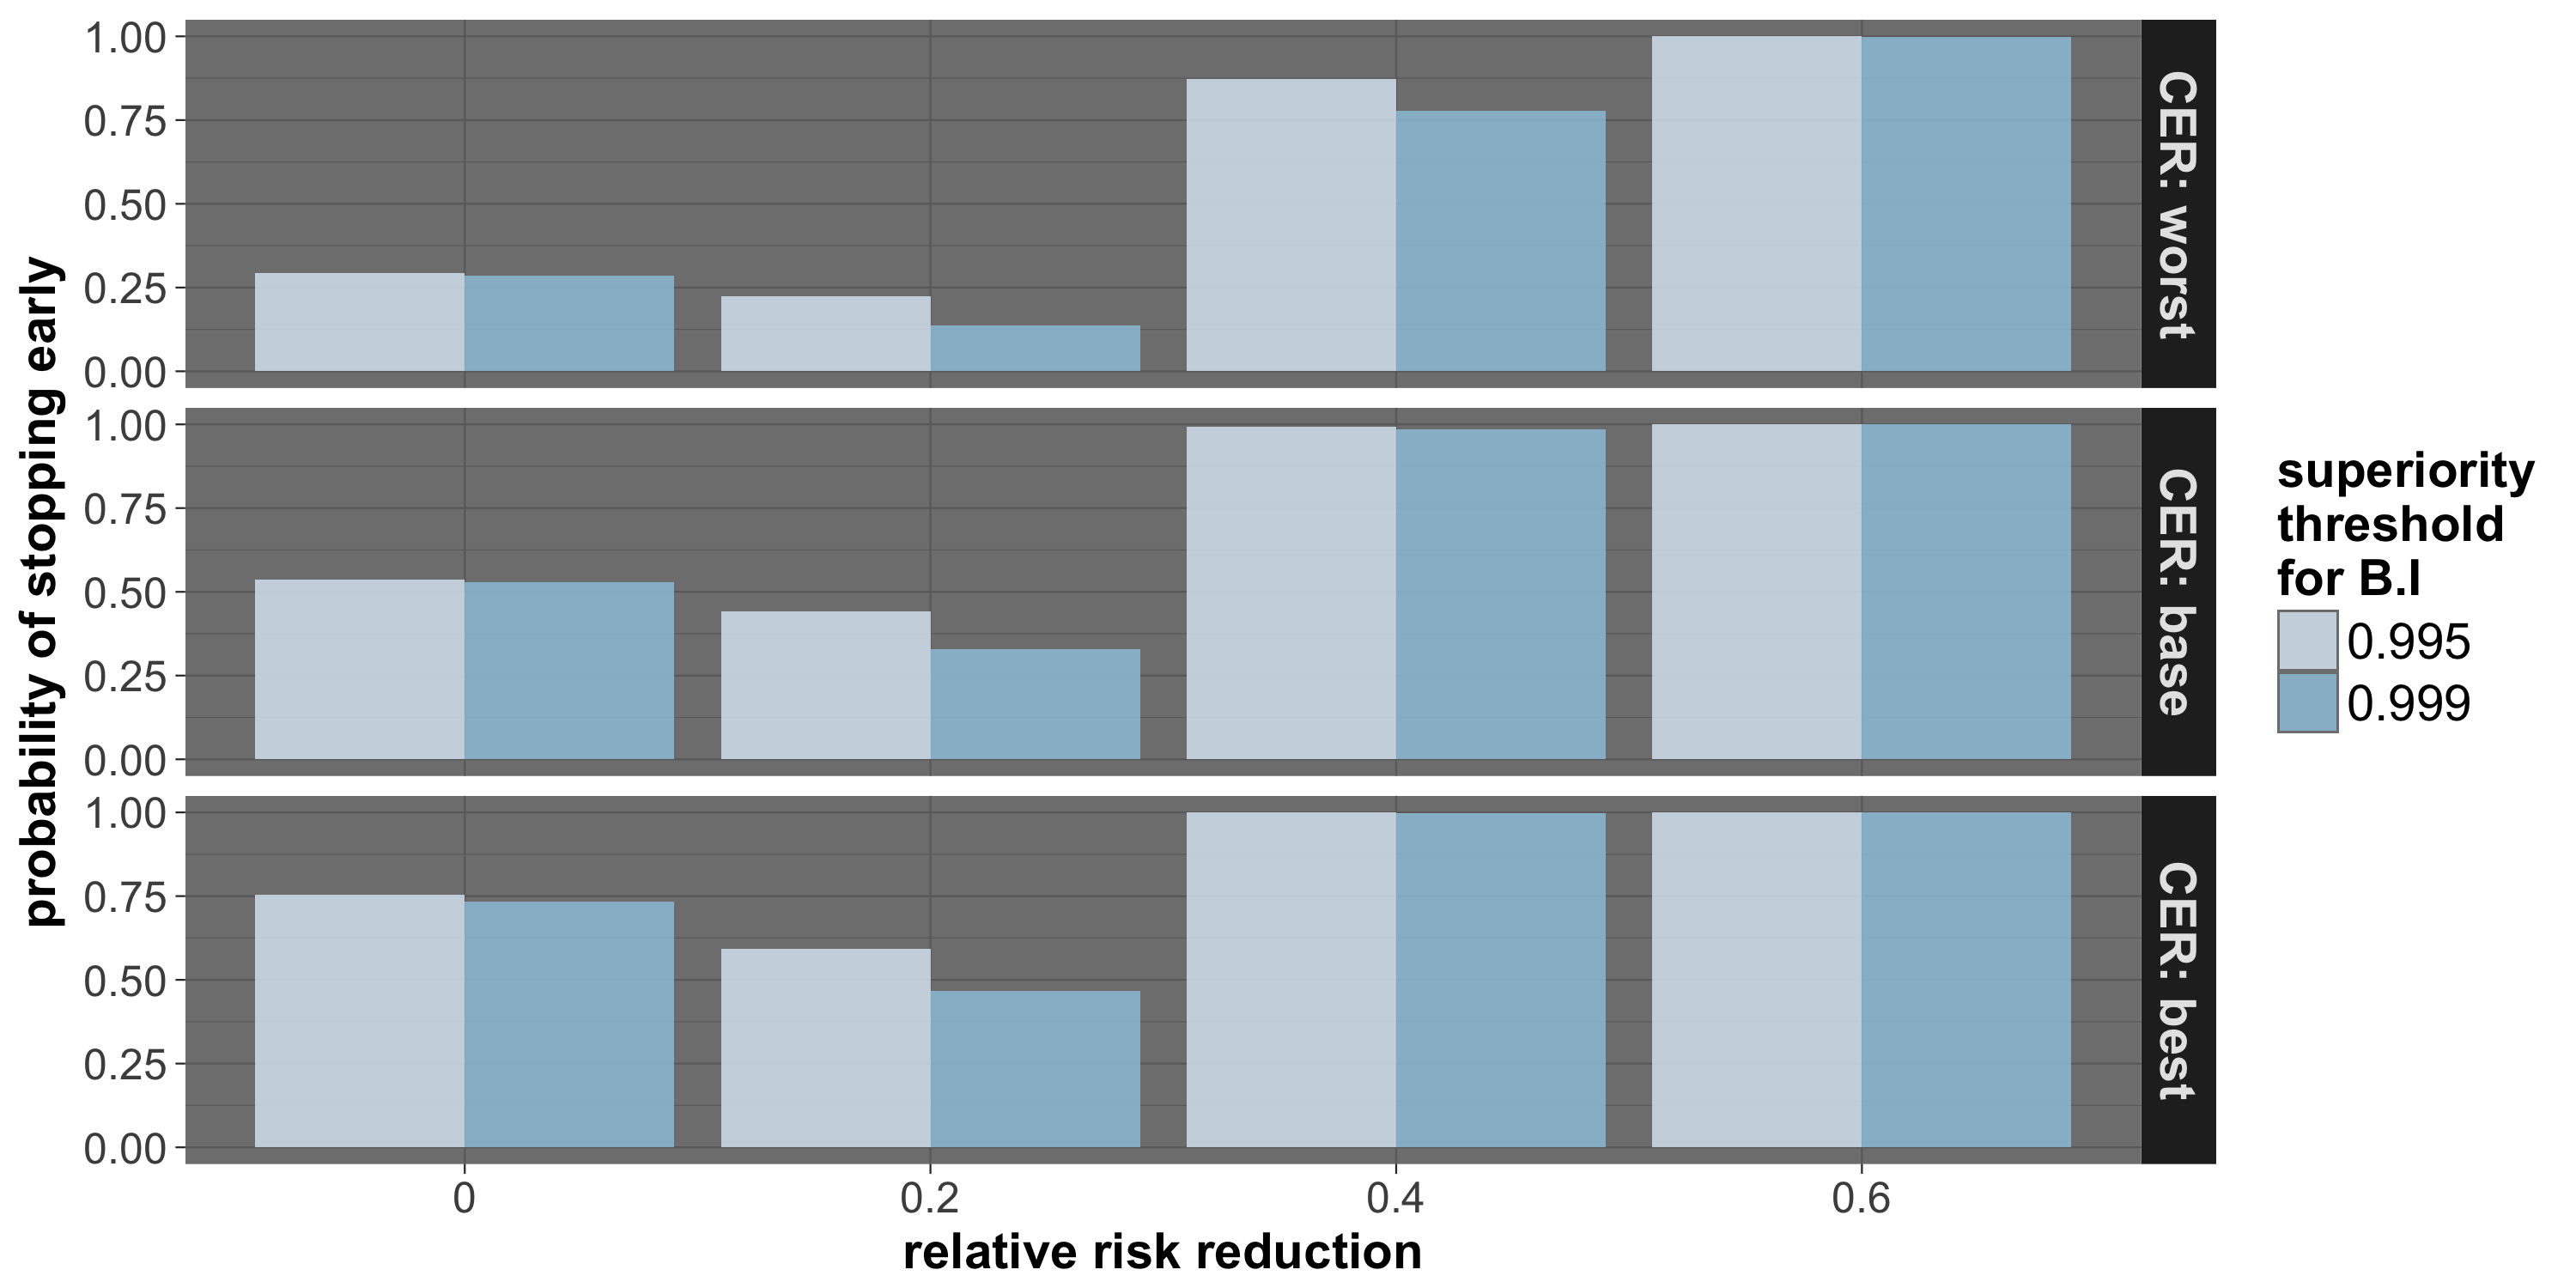 probability of stopping early
1.00
0.75
0.50
0.25
0.00
CER: worst
1.00
0.75
0.50
0.25
0.00
CER: base
1.00
0.75
0.50
0.25
0.00
CER: best
0 0.2 0.4 0.6
relative risk reduction
superiority
threshold
for B.I
0.995
0.999